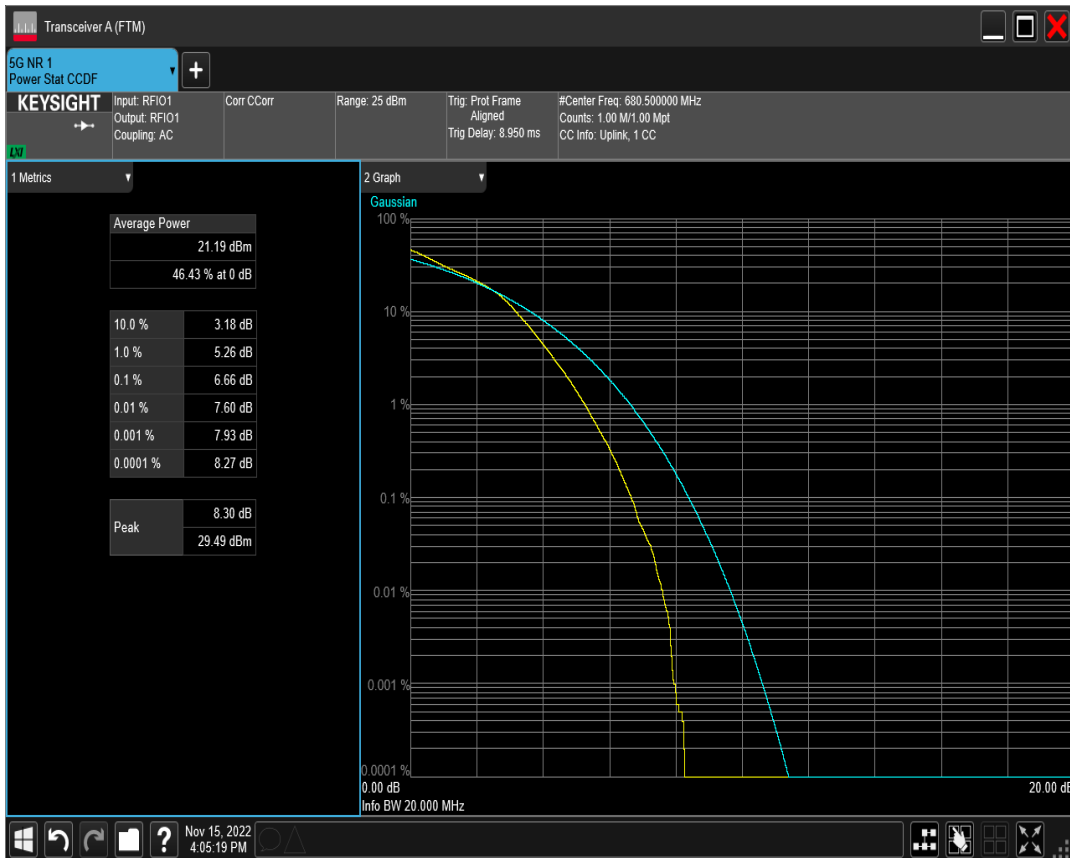 Transceiver A (FTM)
5G NR 1
Power Stat CCDF
+
KEYSIGHT
LXI
Input: RFIO1
Output: RFIO1
Coupling: AC
Corr CCorr
Range: 25 dBm
Trig: Prot Frame
Aligned
Trig Delay: 8.950 ms
#Center Freq: 680.500000 MHz
Counts: 1.00 M/1.00 Mpt
CC Info: Uplink, 1 CC
1 Metrics
Average Power
21.19 dBm
46.43 % at 0 dB
10.0 % 3.18 dB
1.0 % 5.26 dB
0.1 % 6.66 dB
0.01 % 7.60 dB
0.001 % 7.93 dB
0.0001 % 8.27 dB
Peak 8.30 dB
29.49 dBm
2 Graph
Gaussian
100 %
10 %
1 %
0.1 %
0.01 %
0.001 %
0.0001 %
0.00 dB 20.00 dB
Info BW 20.000 MHz
?
Nov 15, 2022
4:05:19 PM